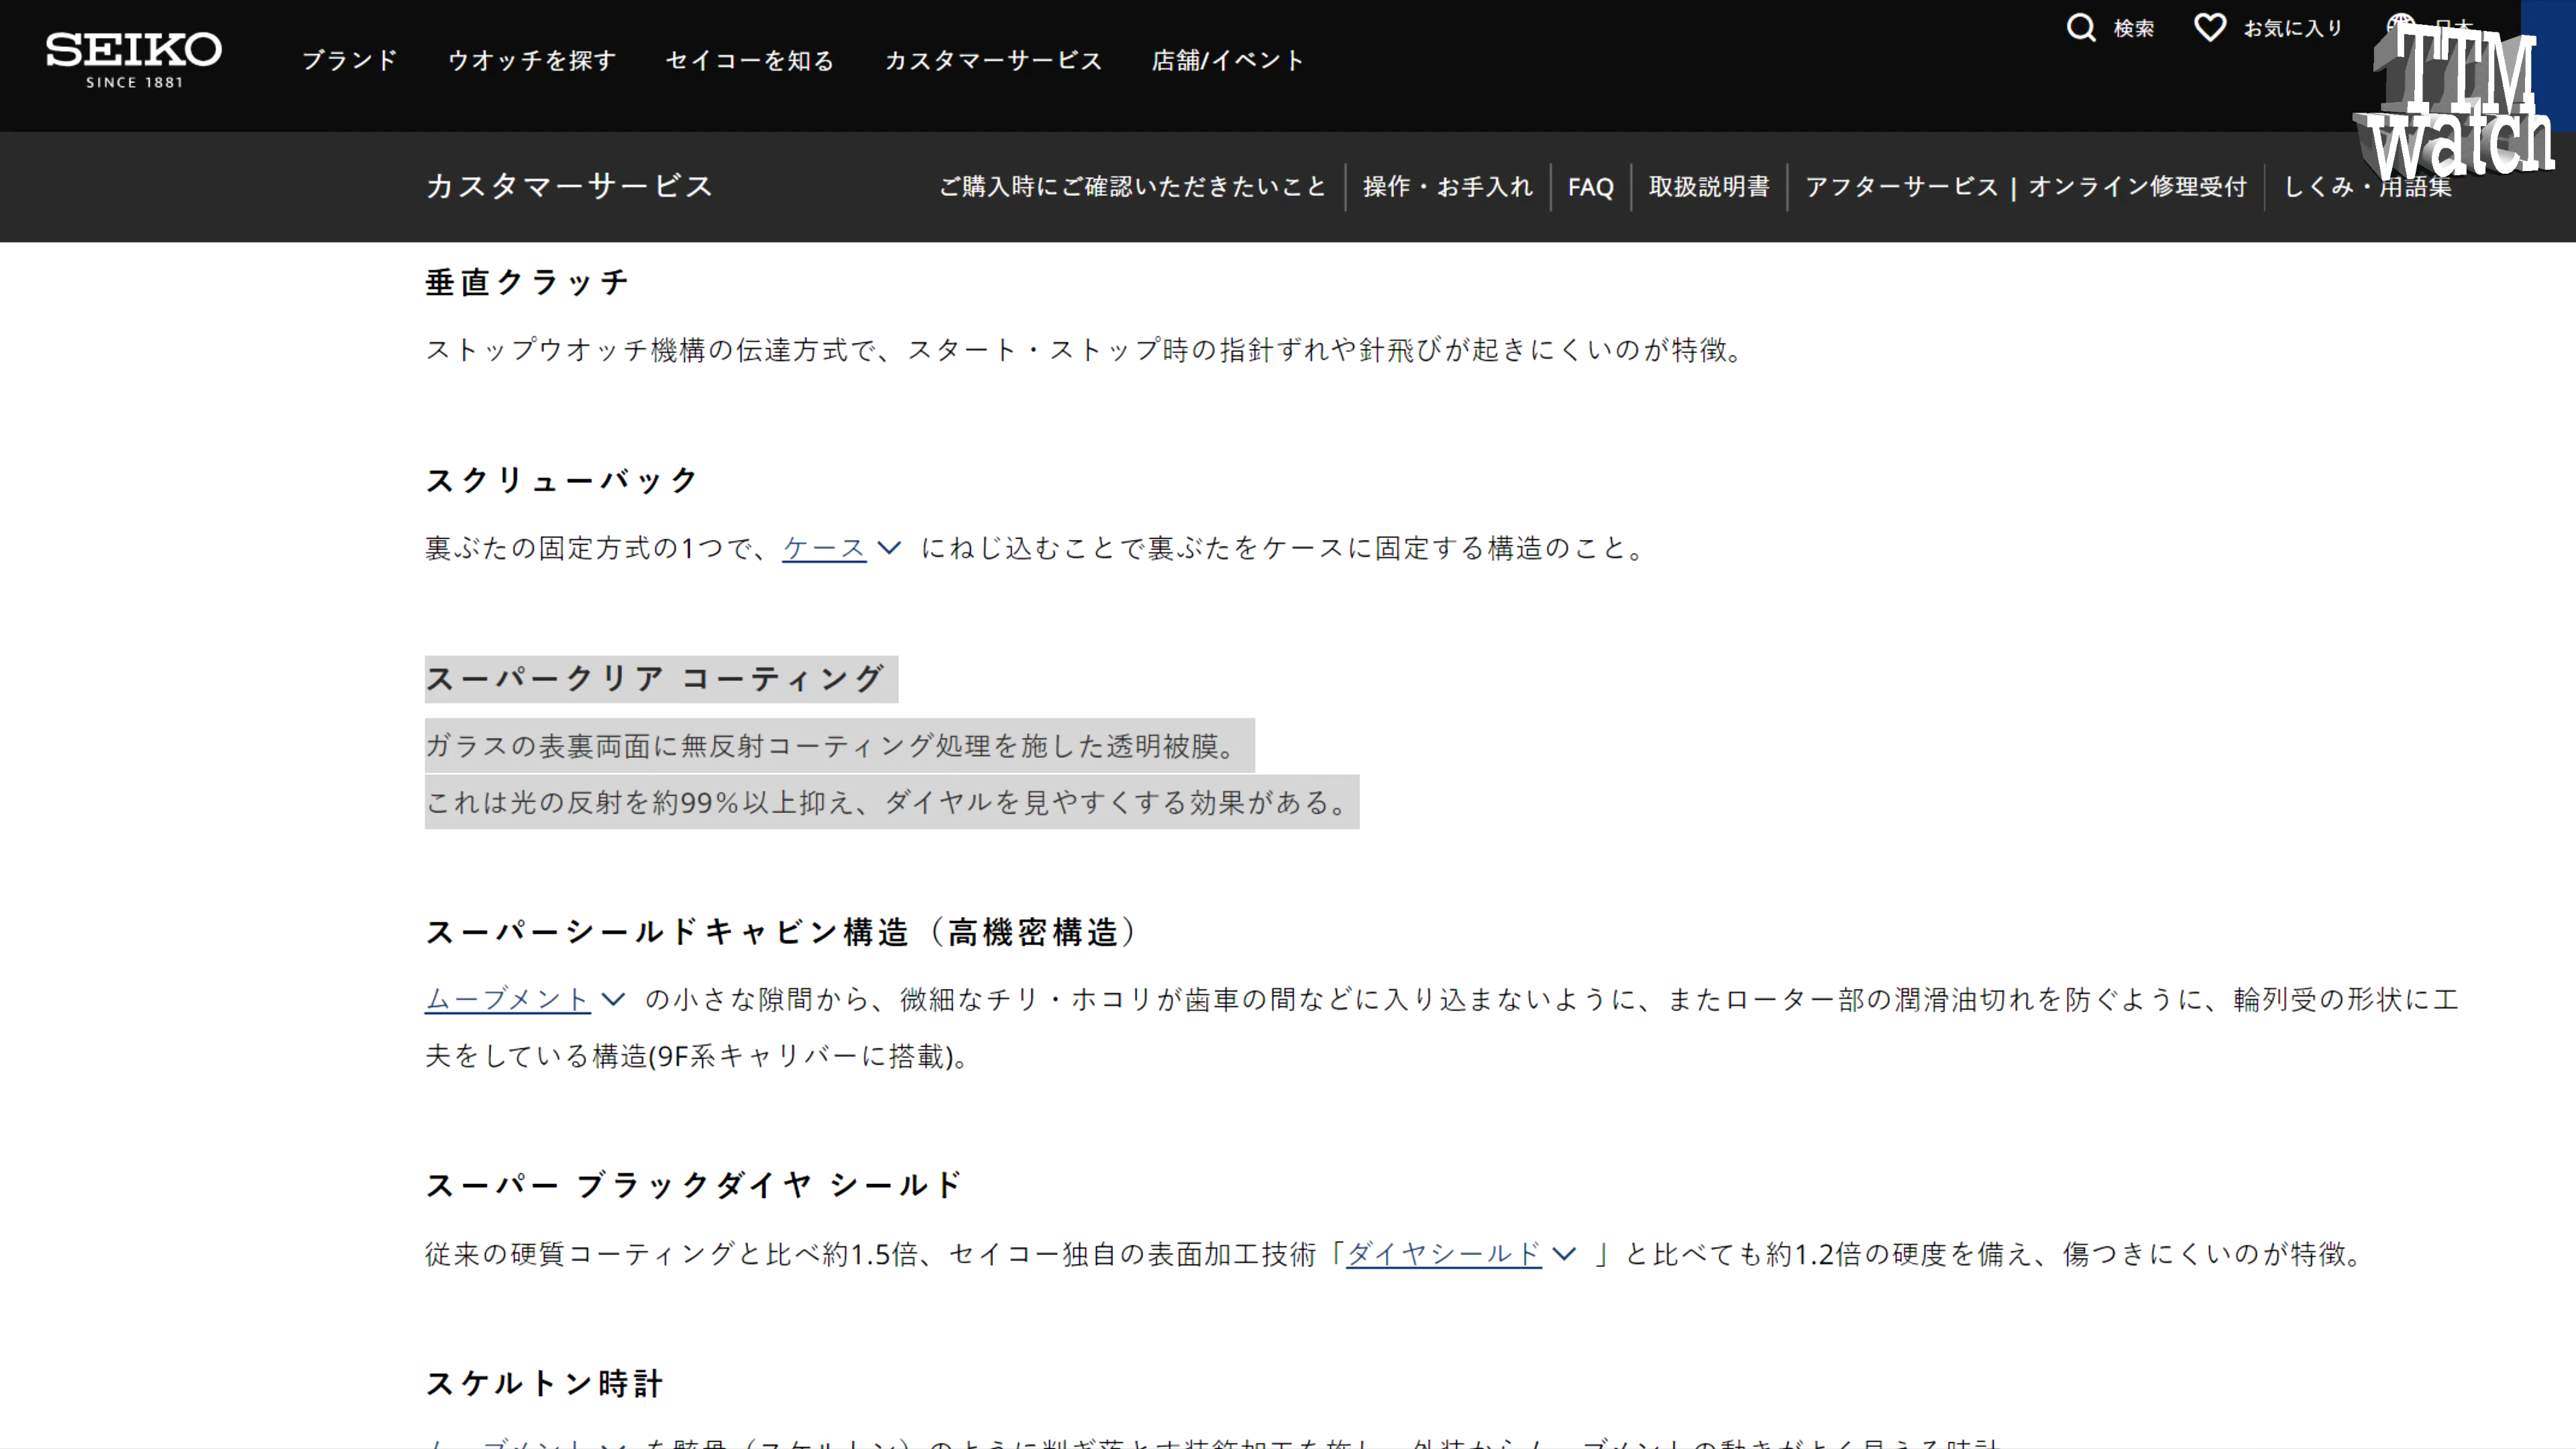 SEIKO
SINCE 1881
ブランド ウオッチを探す セイコーを知る カスタマーサービス 店舗/イベント
検索 お気に入り
TTM
watch
カスタマーサービス
ご購入時にご確認いただきたいこと 操作・お手入れ FAQ 取扱説明書 アフターサービス | オンライン修理受付 しくみ・用語集
垂直クラッチ
ストップウオッチ機構の伝達方式で、スタート・ストップ時の指針ずれや針飛びが起きにくいのが特徴。
スクリューバック
裏ぶたの固定方式の1つで、ケース にねじ込むことで裏ぶたをケースに固定する構造のこと。
スーパークリア コーティング
ガラスの表裏両面に無反射コーティング処理を施した透明被膜。
これは光の反射を約99％以上抑え、ダイヤルを見やすくする効果がある。
スーパーシールドキャビン構造（高機密構造）
ムーブメント の小さな隙間から、微細なチリ・ホコリが歯車の間などに入り込まないように、またローター部の潤滑油切れを防ぐように、輪列受の形状に工
夫をしている構造(9F系キャリバーに搭載)。
スーパー ブラックダイヤ シールド
従来の硬質コーティングと比べ約1.5倍、セイコー独自の表面加工技術「ダイヤシールド 」と比べても約1.2倍の硬度を備え、傷つきにくいのが特徴。
スケルトン時計